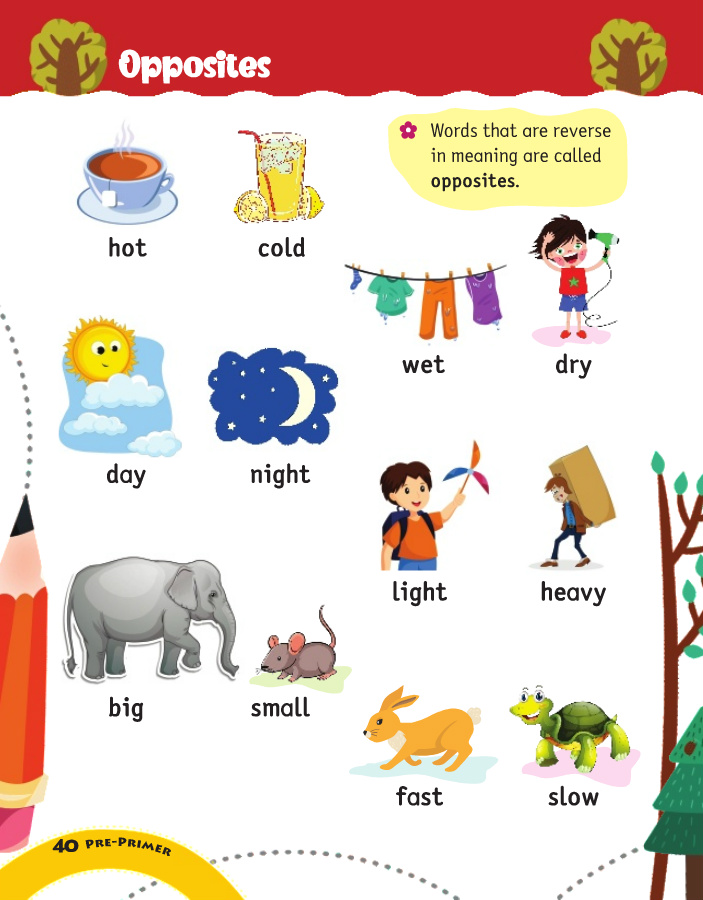 Opposites
Words that are reverse
in meaning are called
opposites.
hot cold
wet dry
day night
light heavy
big small
fast slow
40 PRE-PRIMER